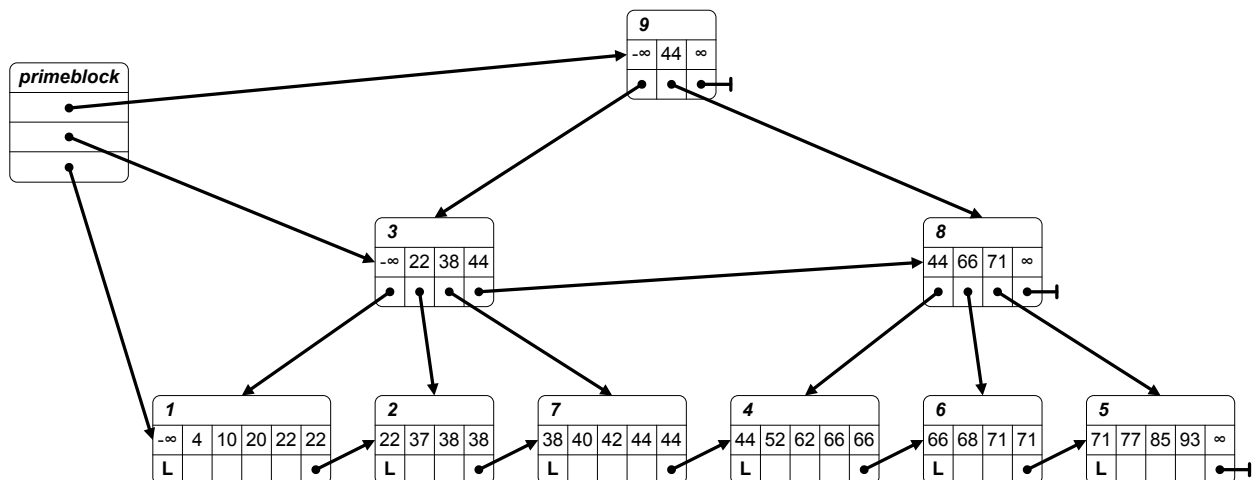 9
-∞ 44 ∞
primeblock
3
-∞ 22 38 44
8
44 66 71 ∞
1
-∞ 4 10 20 22 22
L
2
22 37 38 38
L
7
38 40 42 44 44
L
4
44 52 62 66 66
L
6
66 68 71 71
L
5
71 77 85 93 ∞
L